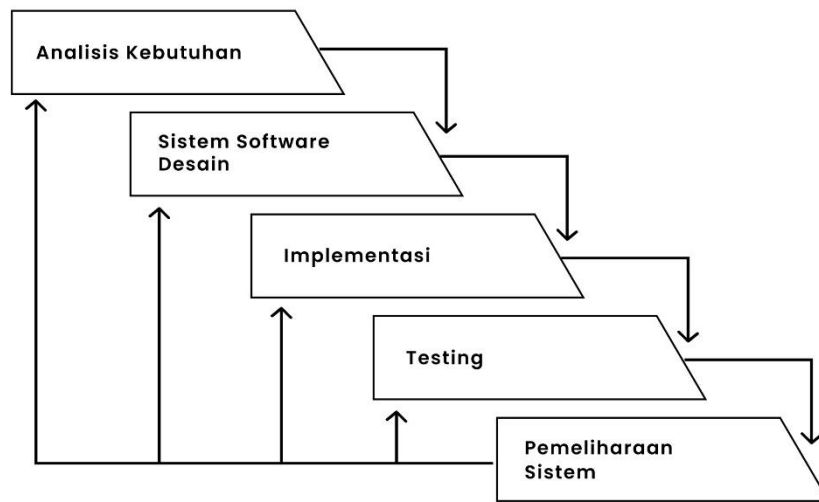 Analisis Kebutuhan
Sistem Software
Desain
Implementasi
Testing
Pemeliharaan
Sistem